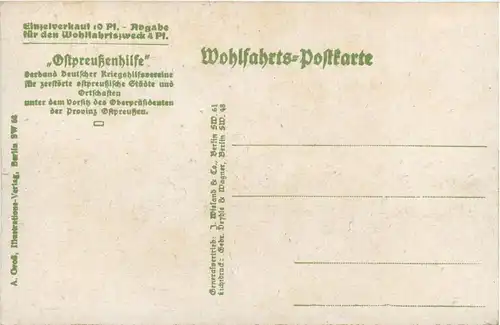 Einzelverkauf 10 Pf. – Abgabe
für den Wohlfahrtszweck 4 Pf.
„Ostpreußenhilfe“
Verband Deutscher Kriegshilfsvereine
für zerstörte ostpreußische Städte und
Ortschaften
unter dem Vorsitz des Oberpräsidenten
der Provinz Ostpreußen.
Wohlfahrts-Postkarte
A. Groß, Illustrations-Verlag, Berlin SW 68
Generalvertrieb: J. Wieland & Co., Berlin SW. 61
Lichtdruck: Gebr. Deyhle & Wagner, Berlin SW. 48